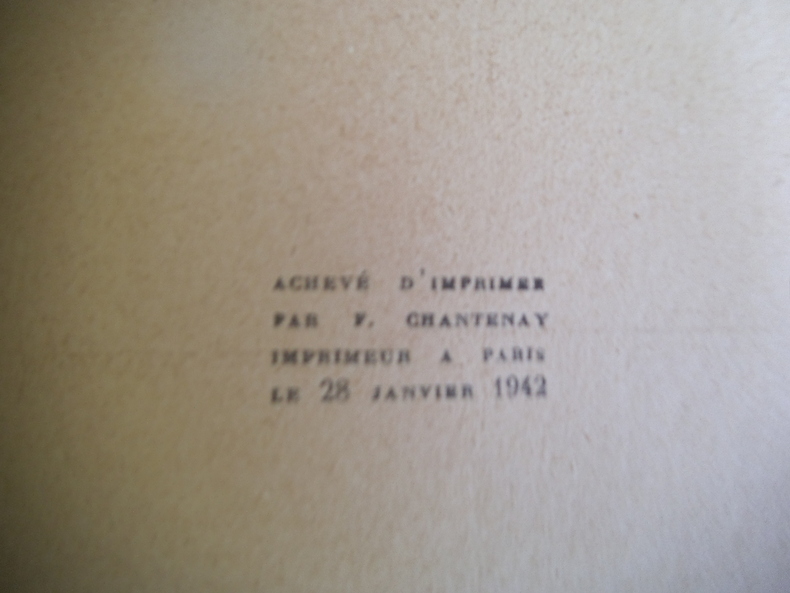 ACHEVÉ D'IMPRIMER
PAR F. CHANTENAY
IMPRIMEUR A PARIS
LE 28 JANVIER 1942